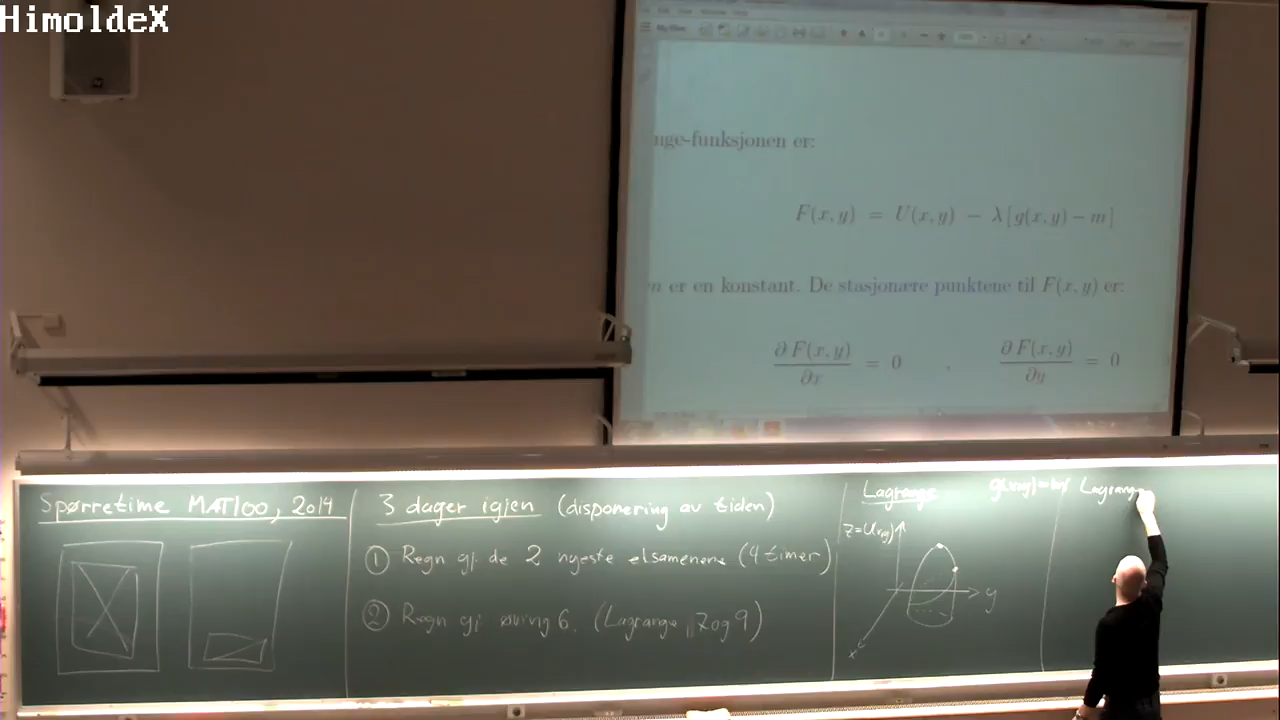 HimoldeX
nge-funksjonen er:
F(x, y) = U(x, y) − λ[g(x, y) − m]
m er en konstant. De stasjonære punktene til F(x, y) er:
∂F(x, y)/∂x = 0 , ∂F(x, y)/∂y = 0
Spørretime MAT100, 2014
3 dager igjen (disponering av tiden)
① Regn gj. de 2 nyeste eksamenene (4 timer)
② Regn gj. øving 6. (Lagrange, 7 og 9)
Lagrange
z=U(x,y)
y
x
Lagrange